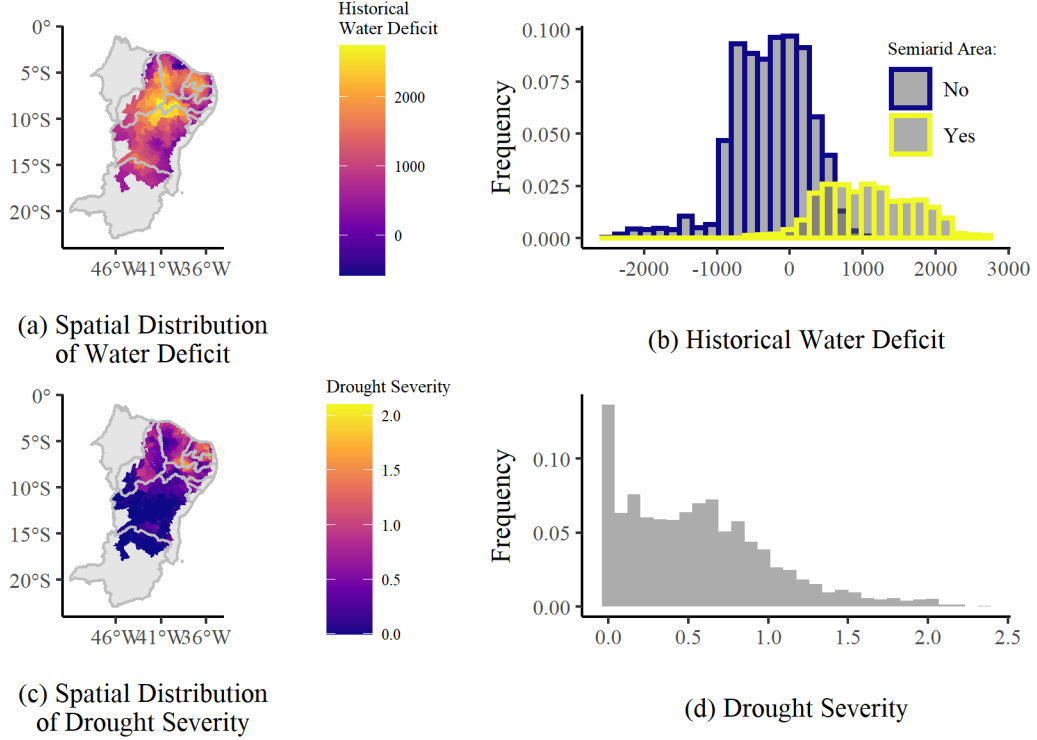 Historical
Water Deficit
0°
5°S
10°S
15°S
20°S
46°W 41°W 36°W
2000
1000
0
(a) Spatial Distribution
of Water Deficit
Frequency
0.100
0.075
0.050
0.025
0.000
-2000
-1000
0
1000
2000
3000
Semiarid Area:
No
Yes
(b) Historical Water Deficit
Drought Severity
0°
5°S
10°S
15°S
20°S
46°W 41°W 36°W
2.0
1.5
1.0
0.5
0.0
(c) Spatial Distribution
of Drought Severity
Frequency
0.10
0.05
0.00
0.0
0.5
1.0
1.5
2.0
2.5
(d) Drought Severity